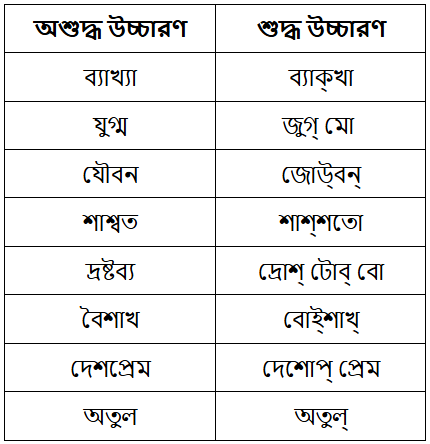 অশুদ্ধ উচ্চারণ শুদ্ধ উচ্চারণ
ব্যাখ্যা ব্যাক্খা
যুগ্ম জুগ্ মো
যৌবন জোউ্বন্
শাশ্বত শাশ্শতো
দ্রষ্টব্য দ্রোশ্ টোব্ বো
বৈশাখ বোই্শাখ্
দেশপ্রেম দেশোপ্ প্রেম
অতুল অতুল্